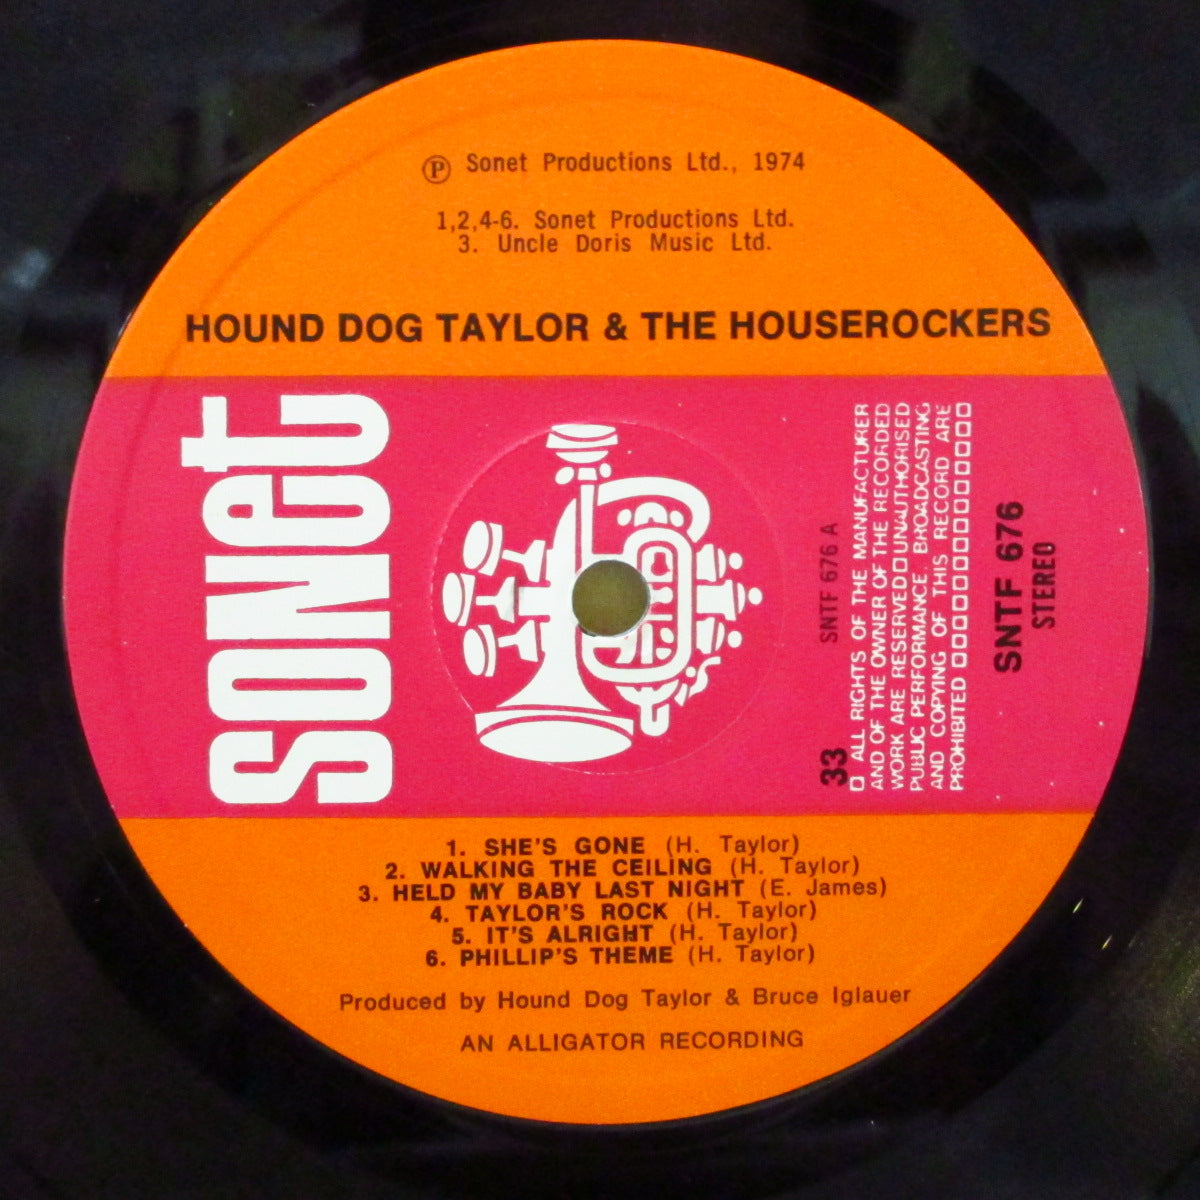 Ⓟ Sonet Productions Ltd., 1974
1,2,4-6. Sonet Productions Ltd.
3. Uncle Doris Music Ltd.
HOUND DOG TAYLOR & THE HOUSEROCKERS
sonet
SNTF 676 A
33
□ ALL RIGHTS OF THE MANUFACTURER
AND OF THE OWNER OF THE RECORDED
WORK ARE RESERVED □ UNAUTHORISED
PUBLIC PERFORMANCE, BROADCASTING
AND COPYING OF THIS RECORD ARE
PROHIBITED □□□□□□□□□□□□□□□
SNTF 676
STEREO
1. SHE'S GONE (H. Taylor)
2. WALKING THE CEILING (H. Taylor)
3. HELD MY BABY LAST NIGHT (E. James)
4. TAYLOR'S ROCK (H. Taylor)
5. IT'S ALRIGHT (H. Taylor)
6. PHILLIP'S THEME (H. Taylor)
Produced by Hound Dog Taylor & Bruce Iglauer
AN ALLIGATOR RECORDING